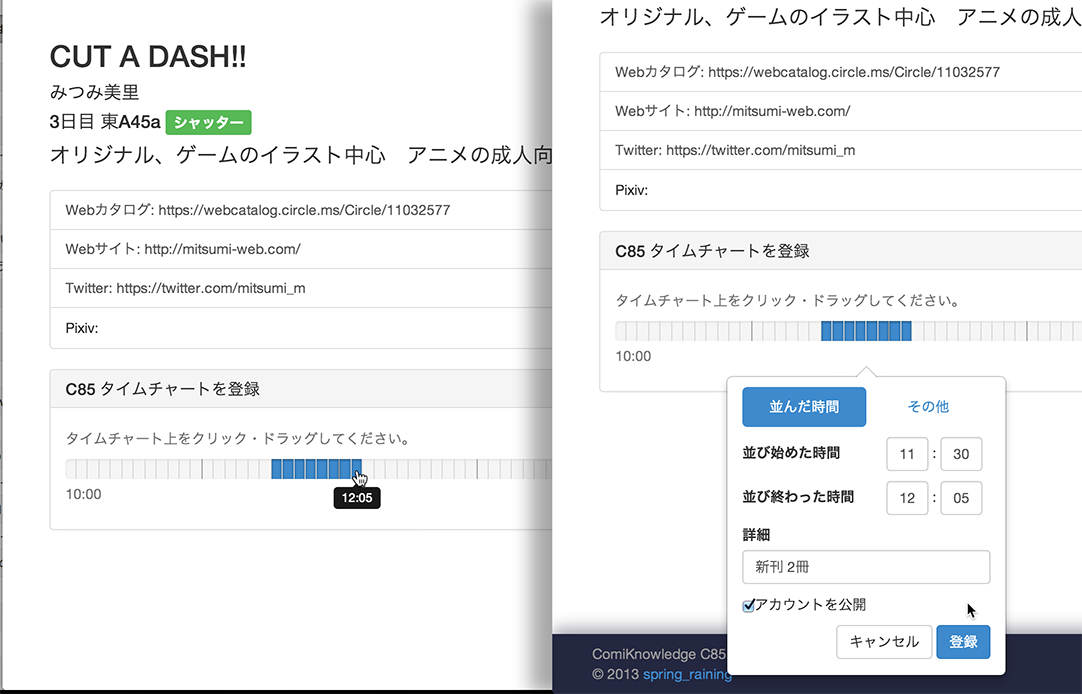 CUT A DASH!!
みつみ美里
3日目 東A45a シャッター
オリジナル、ゲームのイラスト中心　アニメの成人向
Webカタログ: https://webcatalog.circle.ms/Circle/11032577
Webサイト: http://mitsumi-web.com/
Twitter: https://twitter.com/mitsumi_m
Pixiv:
C85 タイムチャートを登録
タイムチャート上をクリック・ドラッグしてください。
10:00
12:05
オリジナル、ゲームのイラスト中心　アニメの成人
Webカタログ: https://webcatalog.circle.ms/Circle/11032577
Webサイト: http://mitsumi-web.com/
Twitter: https://twitter.com/mitsumi_m
Pixiv:
C85 タイムチャートを登録
タイムチャート上をクリック・ドラッグしてください。
10:00
並んだ時間 その他
並び始めた時間 11 : 30
並び終わった時間 12 : 05
詳細
新刊 2冊
アカウントを公開
キャンセル 登録
ComiKnowledge C85
© 2013 spring_raining